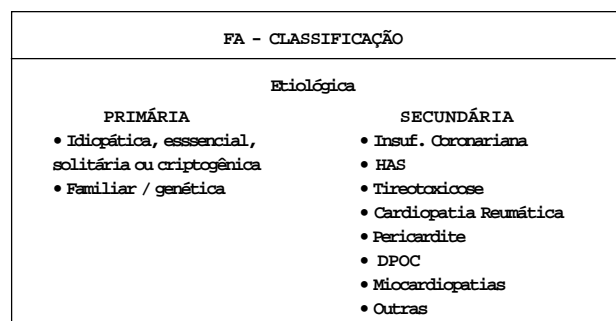 FA - CLASSIFICAÇÃO
Etiológica
PRIMÁRIA
• Idiopática, esssencial,
solitária ou criptogênica
• Familiar / genética
SECUNDÁRIA
• Insuf. Coronariana
• HAS
• Tireotoxicose
• Cardiopatia Reumática
• Pericardite
• DPOC
• Miocardiopatias
• Outras